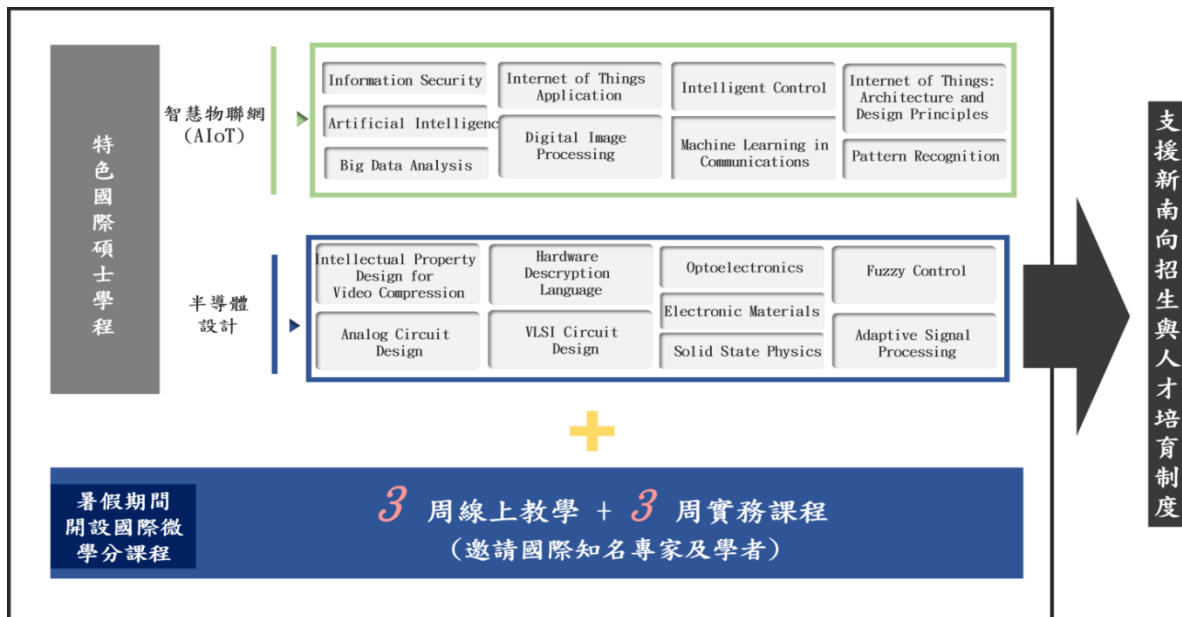 特色國際碩士學程
智慧物聯網
(AIoT)
Information Security
Artificial Intelligenc
Big Data Analysis
Internet of Things
Application
Digital Image
Processing
Intelligent Control
Machine Learning in
Communications
Internet of Things:
Architecture and
Design Principles
Pattern Recognition
半導體
設計
Intellectual Property
Design for
Video Compression
Analog Circuit
Design
Hardware
Descryption
Language
VLSI Circuit
Design
Optoelectronics
Electronic Materials
Solid State Physics
Fuzzy Control
Adaptive Signal
Processing
+
暑假期間
開設國際微
學分課程
3 周線上教學 + 3 周實務課程
(邀請國際知名專家及學者)
支援新南向招生與人才培育制度